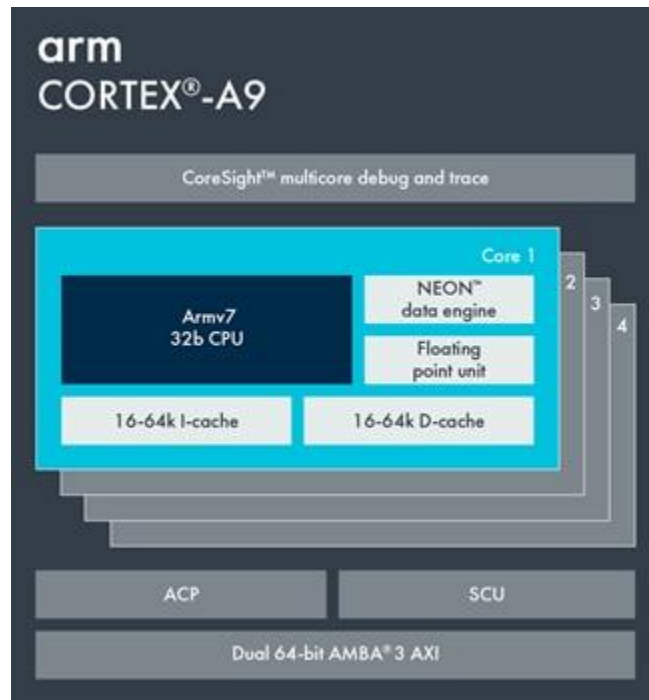 arm
CORTEX®-A9
CoreSight™ multicore debug and trace
Core 1
2
3
4
Armv7
32b CPU
NEON™
data engine
Floating
point unit
16-64k I-cache
16-64k D-cache
ACP
SCU
Dual 64-bit AMBA®3 AXI